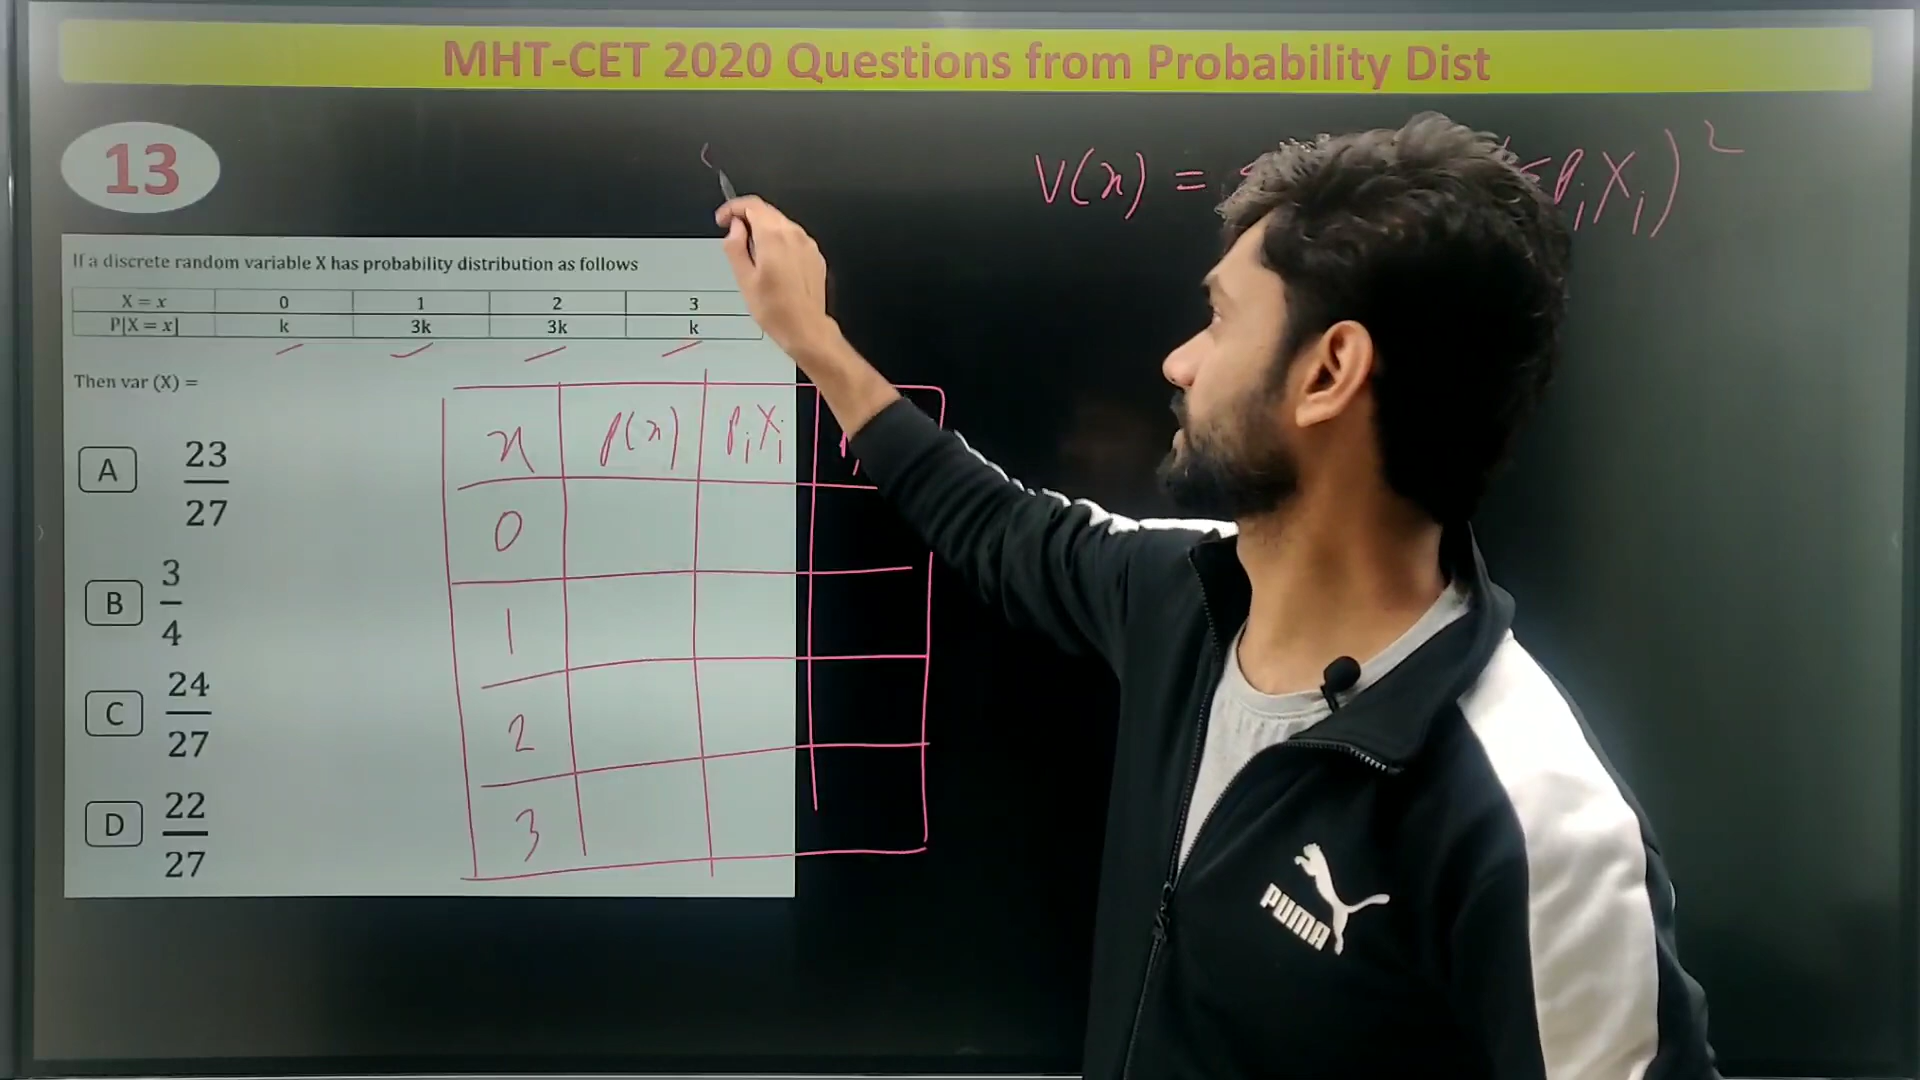 MHT-CET 2020 Questions from Probability Dist
13
V(x) = PiXi)²
If a discrete random variable X has probability distribution as follows
X = x 0 1 2 3
P[X = x] k 3k 3k k
Then var (X) =
A 23/27
B 3/4
C 24/27
D 22/27
x P(x) PiXi
0
1
2
3
PUMA